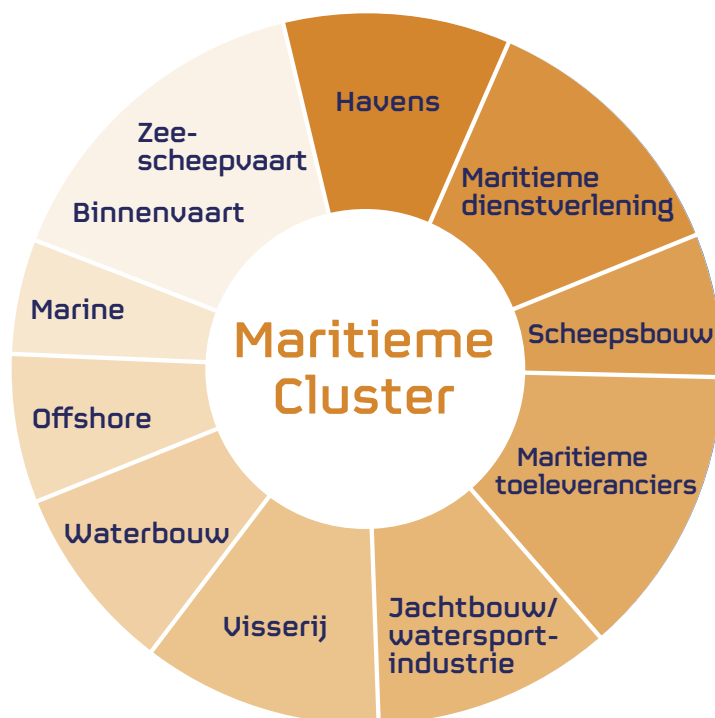 Havens
Maritieme
dienstverlening
Scheepsbouw
Maritieme
toeleveranciers
Jachtbouw/
watersport-
industrie
Visserij
Waterbouw
Offshore
Marine
Binnenvaart
Zee-
scheepvaart
Maritieme
Cluster